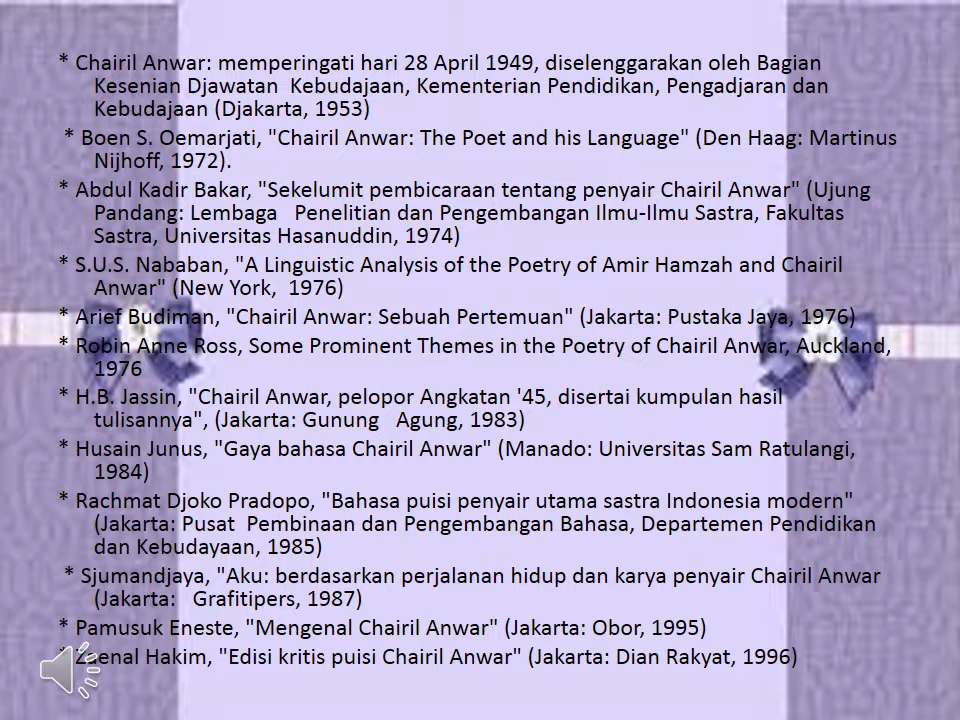 * Chairil Anwar: memperingati hari 28 April 1949, diselenggarakan oleh Bagian
Kesenian Djawatan  Kebudajaan, Kementerian Pendidikan, Pengadjaran dan
Kebudajaan (Djakarta, 1953)
* Boen S. Oemarjati, "Chairil Anwar: The Poet and his Language" (Den Haag: Martinus
Nijhoff, 1972).
* Abdul Kadir Bakar, "Sekelumit pembicaraan tentang penyair Chairil Anwar" (Ujung
Pandang: Lembaga   Penelitian dan Pengembangan Ilmu-Ilmu Sastra, Fakultas
Sastra, Universitas Hasanuddin, 1974)
* S.U.S. Nababan, "A Linguistic Analysis of the Poetry of Amir Hamzah and Chairil
Anwar" (New York,  1976)
* Arief Budiman, "Chairil Anwar: Sebuah Pertemuan" (Jakarta: Pustaka Jaya, 1976)
* Robin Anne Ross, Some Prominent Themes in the Poetry of Chairil Anwar, Auckland,
1976
* H.B. Jassin, "Chairil Anwar, pelopor Angkatan '45, disertai kumpulan hasil
tulisannya", (Jakarta: Gunung   Agung, 1983)
* Husain Junus, "Gaya bahasa Chairil Anwar" (Manado: Universitas Sam Ratulangi,
1984)
* Rachmat Djoko Pradopo, "Bahasa puisi penyair utama sastra Indonesia modern"
(Jakarta: Pusat  Pembinaan dan Pengembangan Bahasa, Departemen Pendidikan
dan Kebudayaan, 1985)
* Sjumandjaya, "Aku: berdasarkan perjalanan hidup dan karya penyair Chairil Anwar
(Jakarta:   Grafitipers, 1987)
* Pamusuk Eneste, "Mengenal Chairil Anwar" (Jakarta: Obor, 1995)
* Zaenal Hakim, "Edisi kritis puisi Chairil Anwar" (Jakarta: Dian Rakyat, 1996)